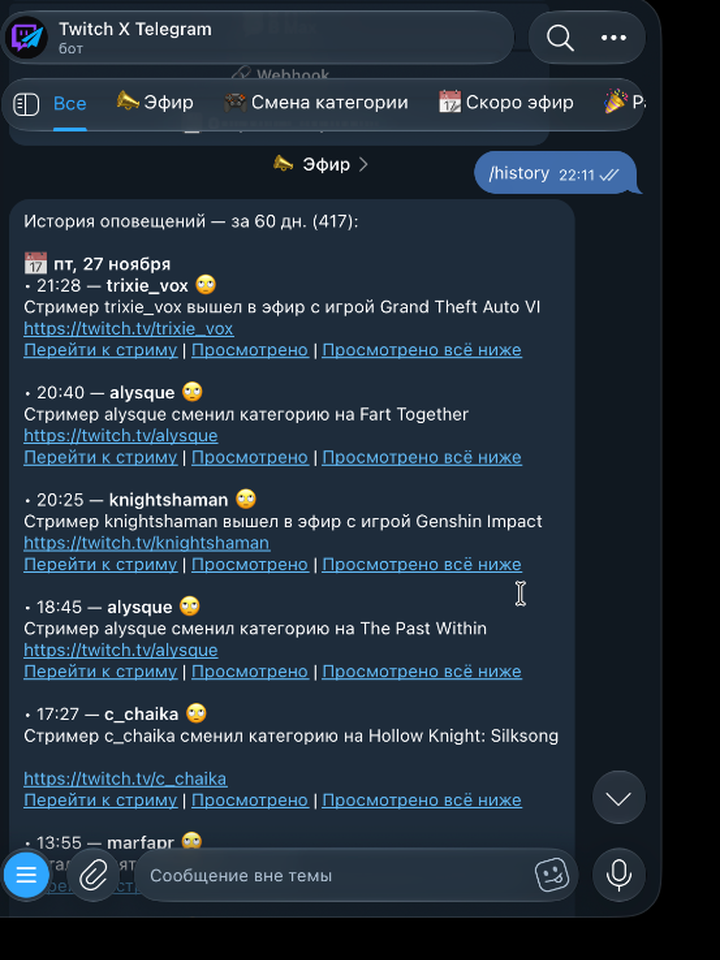 Twitch X Telegram
бот
Webhook
Все
Эфир
Смена категории
17
Скоро эфир
Эфир
/history 22:11
История оповещений — за 60 дн. (417):
17 пт, 27 ноября
• 21:28 — trixie_vox 🙄
Стример trixie_vox вышел в эфир с игрой Grand Theft Auto VI
https://twitch.tv/trixie_vox
Перейти к стриму | Просмотрено | Просмотрено всё ниже
• 20:40 — alysque 🙄
Стример alysque сменил категорию на Fart Together
https://twitch.tv/alysque
Перейти к стриму | Просмотрено | Просмотрено всё ниже
• 20:25 — knightshaman 🙄
Стример knightshaman вышел в эфир с игрой Genshin Impact
https://twitch.tv/knightshaman
Перейти к стриму | Просмотрено | Просмотрено всё ниже
• 18:45 — alysque 🙄
Стример alysque сменил категорию на The Past Within
https://twitch.tv/alysque
Перейти к стриму | Просмотрено | Просмотрено всё ниже
• 17:27 — c_chaika 🙄
Стример c_chaika сменил категорию на Hollow Knight: Silksong
https://twitch.tv/c_chaika
Перейти к стриму | Просмотрено | Просмотрено всё ниже
• 13:55 — marfapr 🙄
Сообщение вне темы